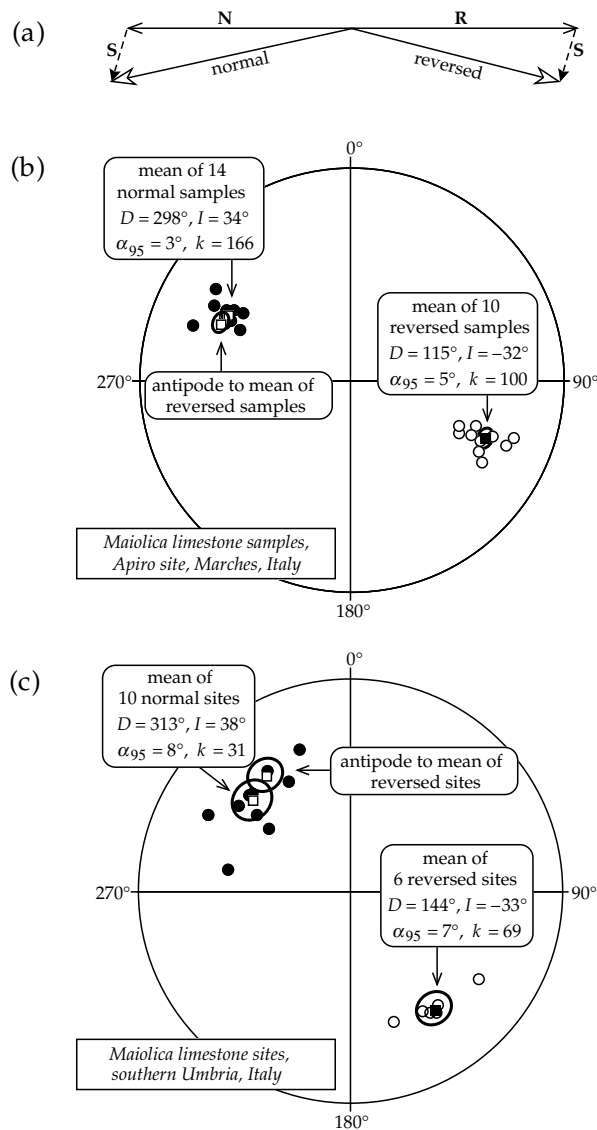 (a)
N
R
S
S
normal
reversed
(b)
0°
mean of 14
normal samples
D = 298°, I = 34°
α95 = 3°, k = 166
mean of 10
reversed samples
D = 115°, I = −32°
α95 = 5°, k = 100
270°
90°
antipode to mean of
reversed samples
Maiolica limestone samples,
Apiro site, Marches, Italy
180°
(c)
0°
mean of
10 normal sites
D = 313°, I = 38°
α95 = 8°, k = 31
antipode to mean of
reversed sites
mean of
6 reversed sites
D = 144°, I = −33°
α95 = 7°, k = 69
270°
90°
Maiolica limestone sites,
southern Umbria, Italy
180°